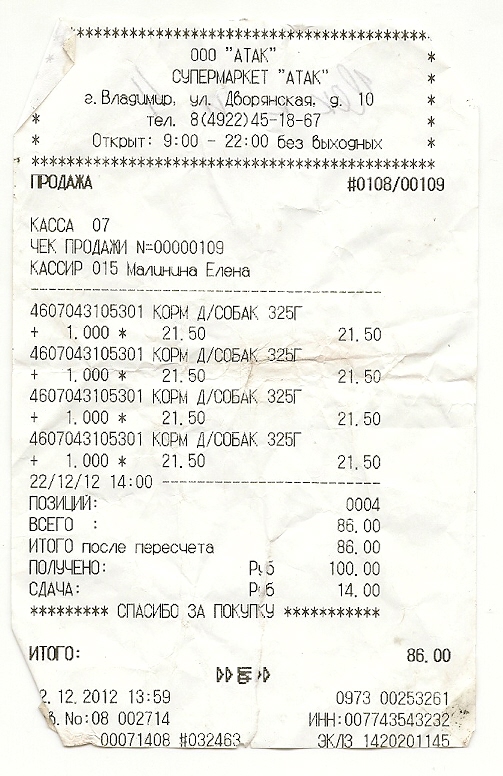 ****************************************
ООО "АТАК" *
СУПЕРМАРКЕТ "АТАК" *
г. Владимир, ул. Дворянская, д. 10 *
* тел. 8(4922)45-18-67 *
* Открыт: 9:00 - 22:00 без выходных *
******************************************
ПРОДАЖА #0108/00109
КАССА 07
ЧЕК ПРОДАЖИ N=00000109
КАССИР 015 Малинина Елена
------------------------------------
4607043105301 КОРМ Д/СОБАК 325Г
+ 1.000 * 21.50 21.50
4607043105301 КОРМ Д/СОБАК 325Г
+ 1.000 * 21.50 21.50
4607043105301 КОРМ Д/СОБАК 325Г
+ 1.000 * 21.50 21.50
4607043105301 КОРМ Д/СОБАК 325Г
+ 1.000 * 21.50 21.50
22/12/12 14:00 -----------------------
ПОЗИЦИЙ: 0004
ВСЕГО : 86.00
ИТОГО после пересчета 86.00
ПОЛУЧЕНО: Руб 100.00
СДАЧА: Руб 14.00
********* СПАСИБО ЗА ПОКУПКУ ***********
ИТОГО: 86.00
2.12.2012 13:59 0973 00253261
No:08 002714 ИНН:007743543232
00071408 #032463 ЭКЛЗ 1420201145